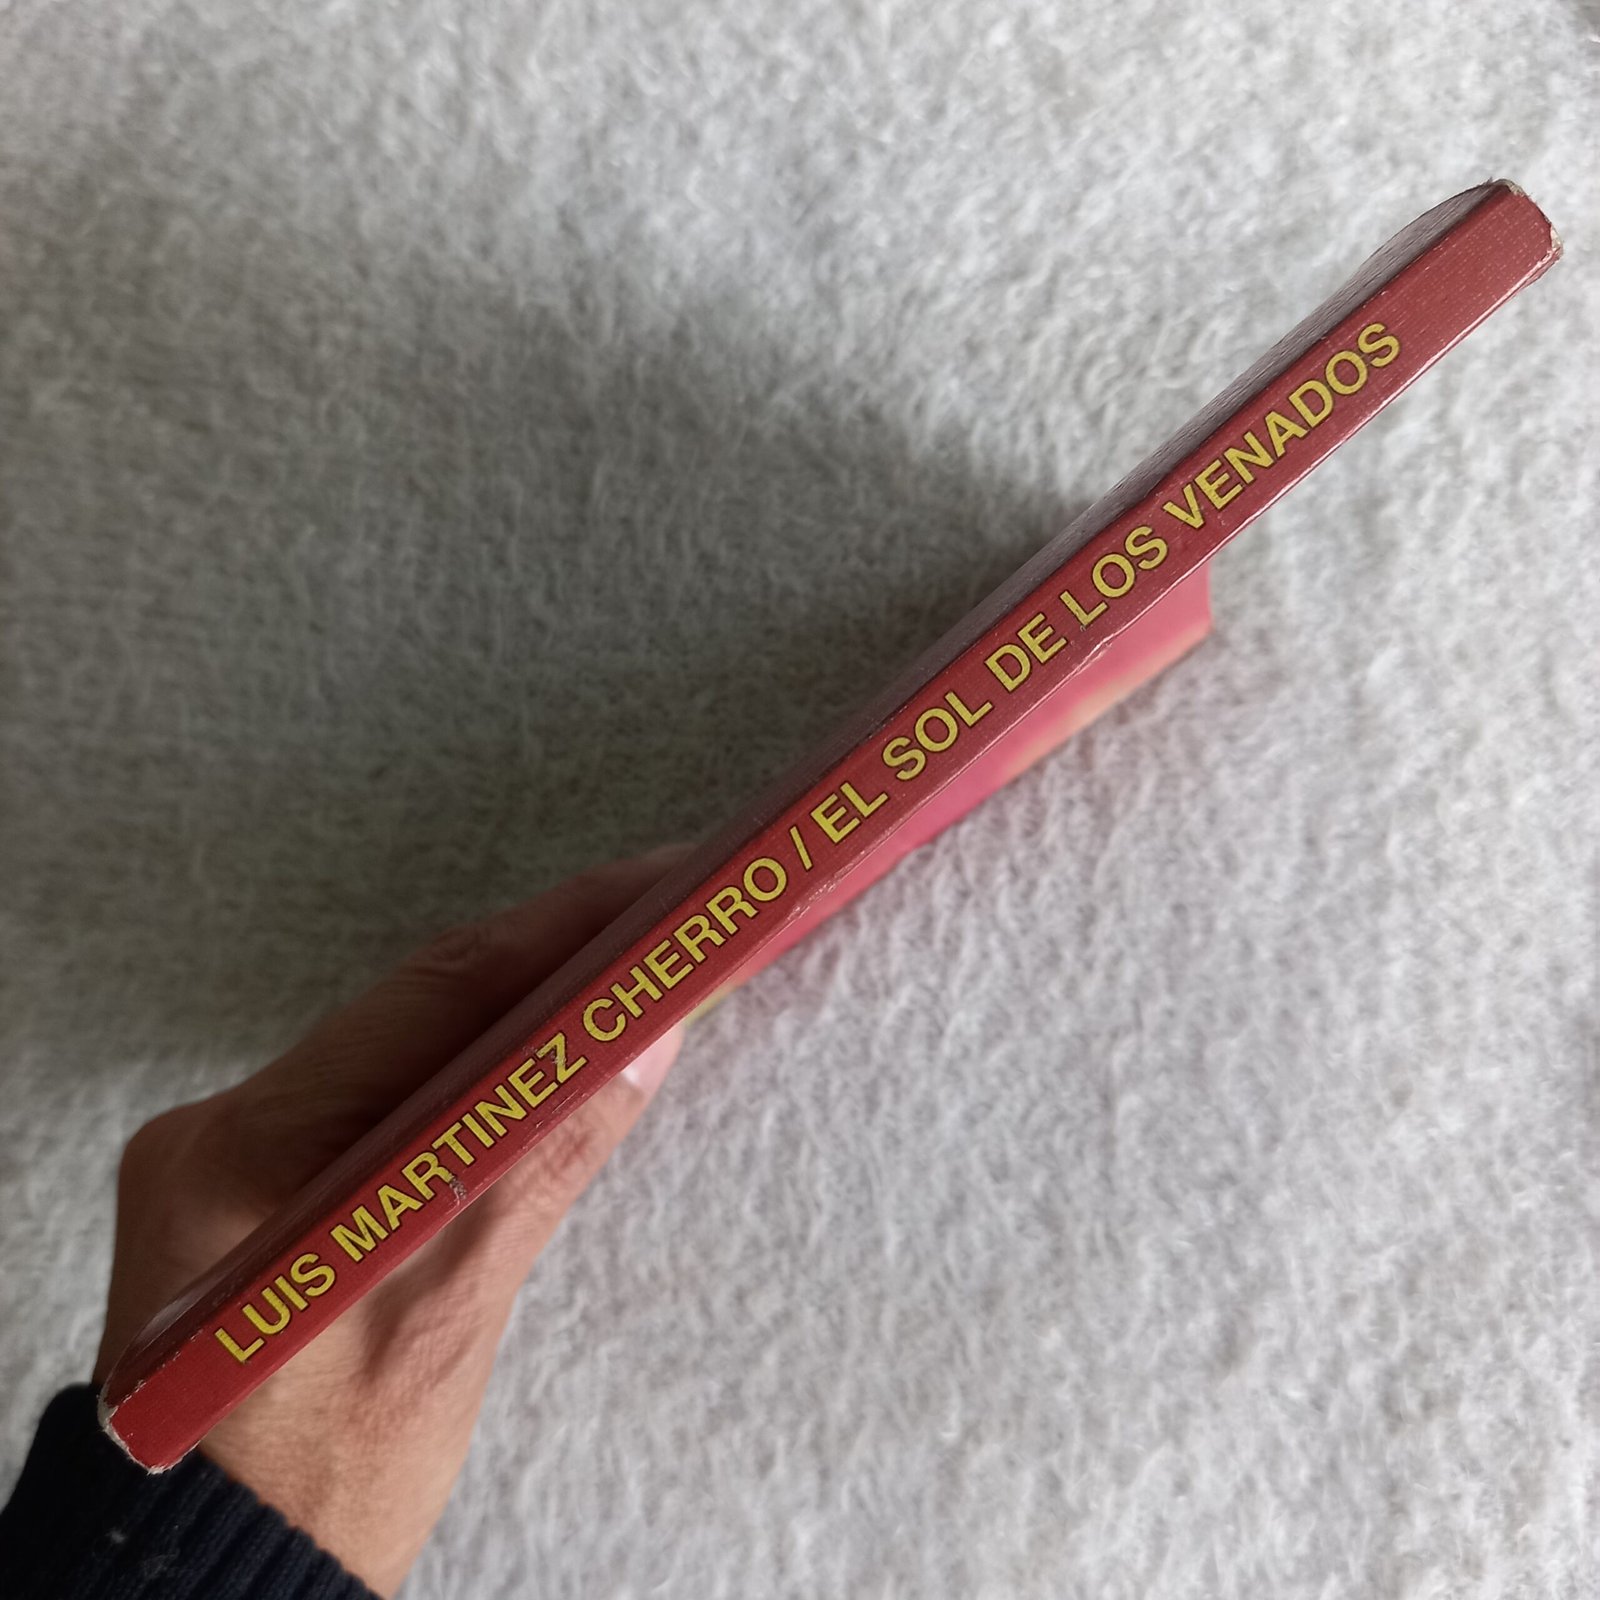 LUIS MARTINEZ CHERRO / EL SOL DE LOS VENADOS